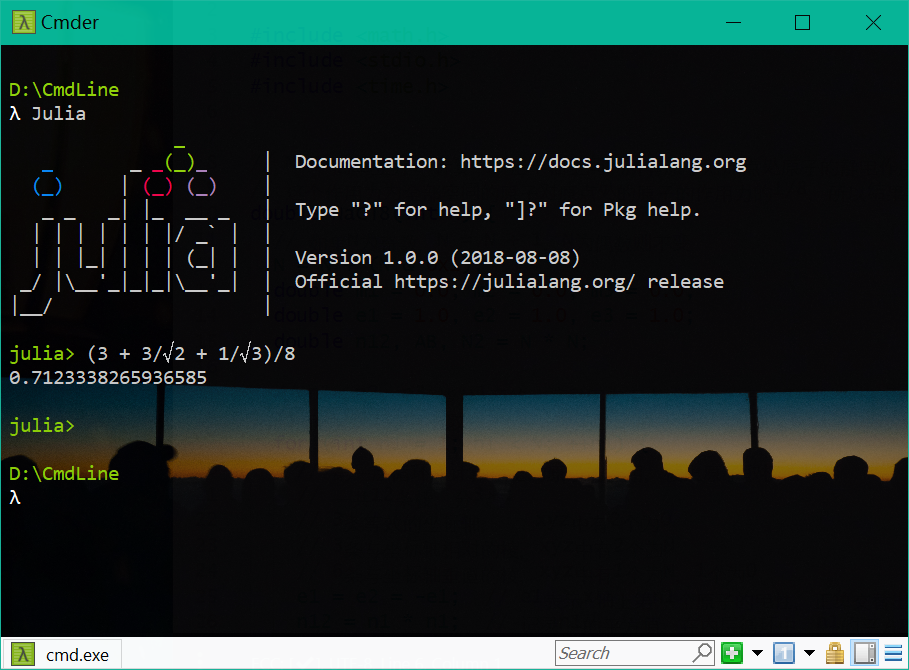 Cmder
D:\CmdLine
λ Julia
Documentation: https://docs.julialang.org
Type "?" for help, "]?" for Pkg help.
Version 1.0.0 (2018-08-08)
Official https://julialang.org/ release
julia> (3 + 3/√2 + 1/√3)/8
0.7123338265936585
julia>
D:\CmdLine
λ
cmd.exe
Search
1